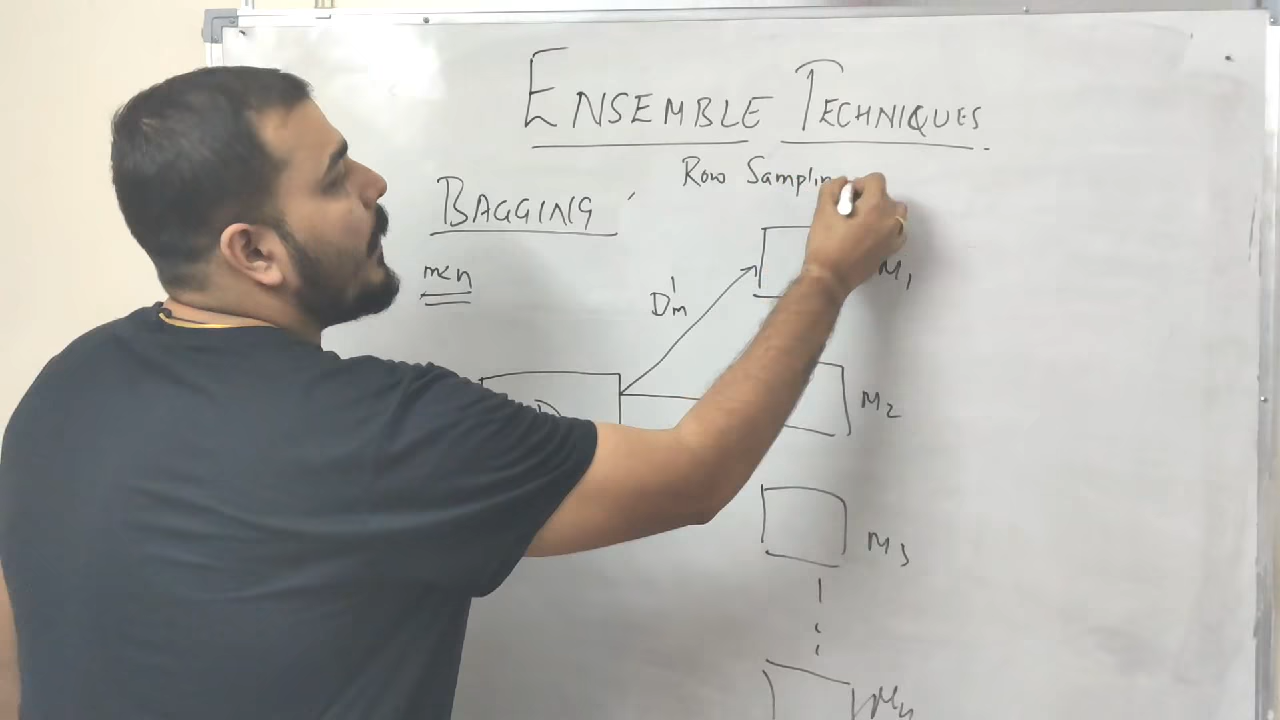 ENSEMBLE TECHNIQUES
Row Samplin
BAGGING
m<n
D'm
M1
D
M2
M3
Mn